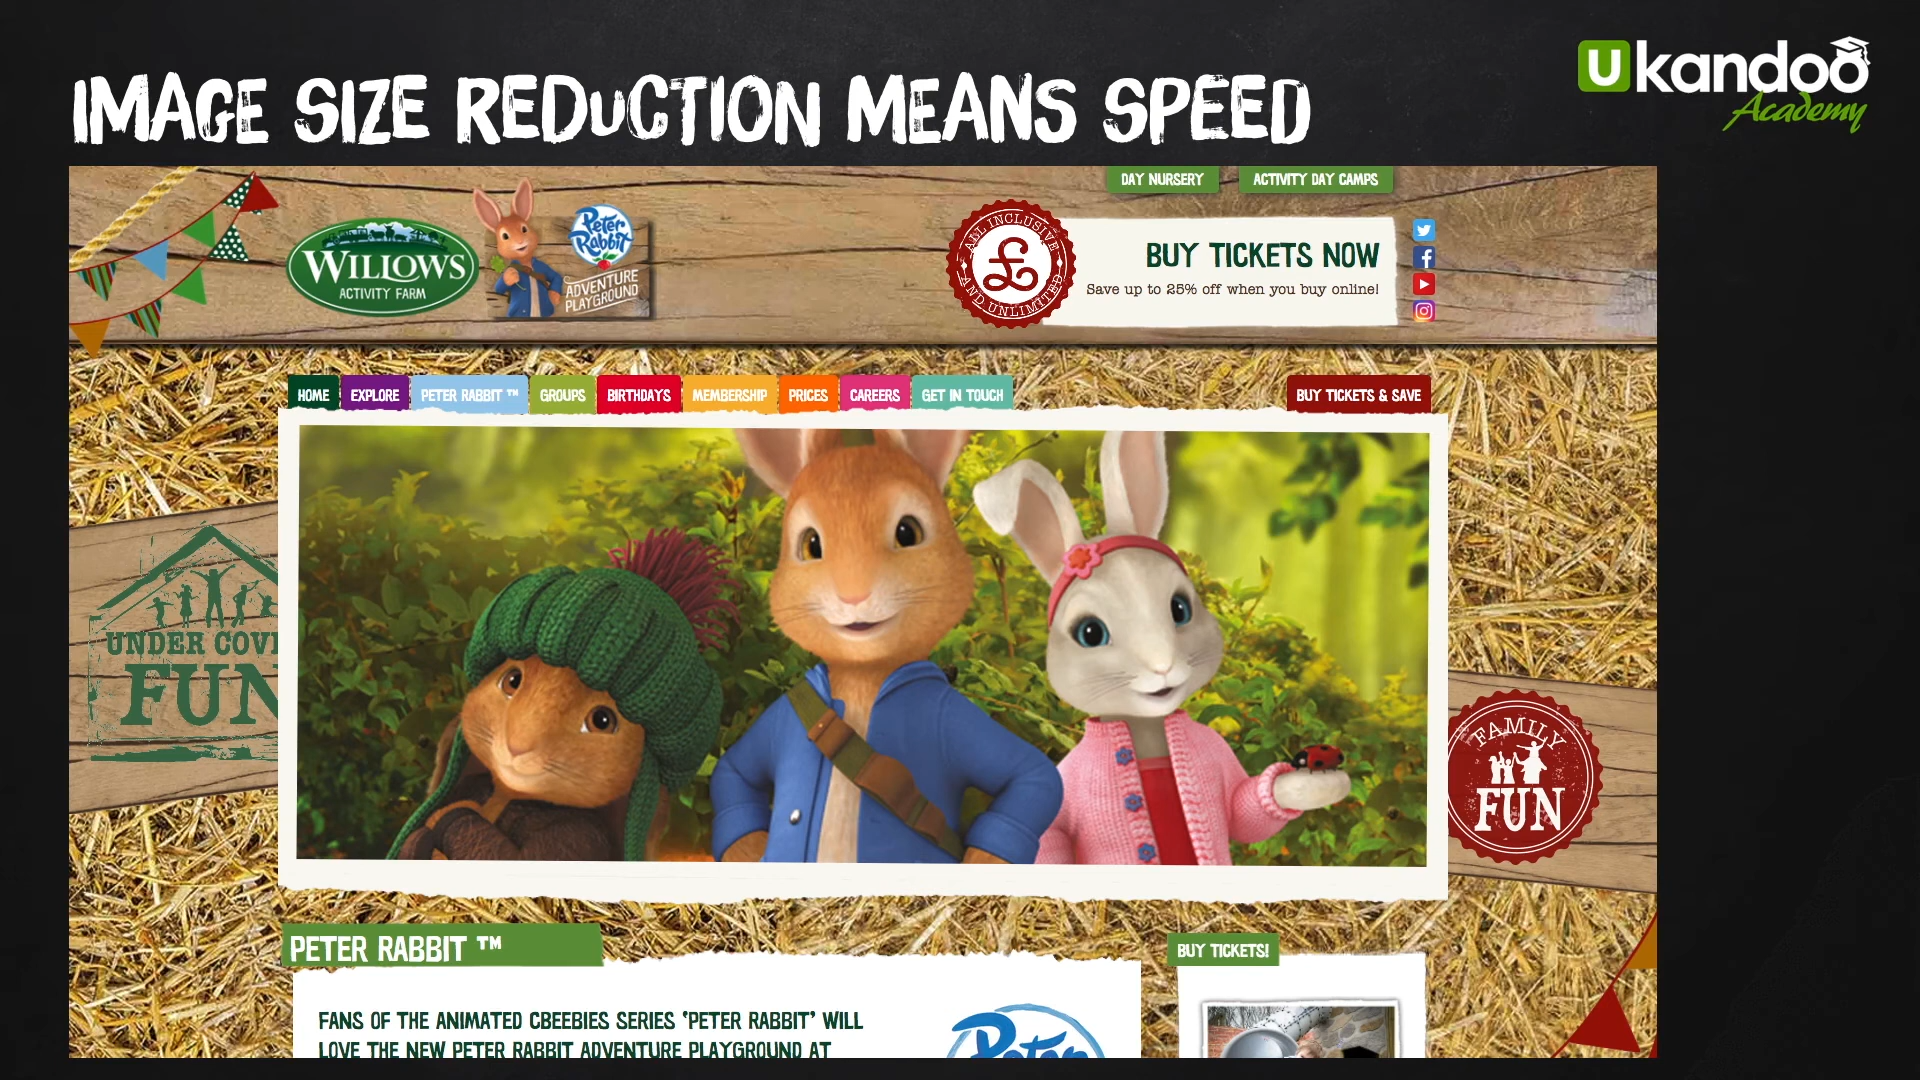 IMAGE SIZE REDUCTION MEANS SPEED
Ukandoo
Academy
DAY NURSERY
ACTIVITY DAY CAMPS
WILLOWS
ACTIVITY FARM
Peter
Rabbit
ADVENTURE
PLAYGROUND
ALL INCLUSIVE
£
AND UNLIMITED
BUY TICKETS NOW
Save up to 25% off when you buy online!
HOME
EXPLORE
PETER RABBIT ™
GROUPS
BIRTHDAYS
MEMBERSHIP
PRICES
CAREERS
GET IN TOUCH
BUY TICKETS & SAVE
UNDER COVE
FUN
FAMILY
FUN
PETER RABBIT ™
BUY TICKETS!
FANS OF THE ANIMATED CBEEBIES SERIES ‘PETER RABBIT’ WILL
LOVE THE NEW PETER RABBIT ADVENTURE PLAYGROUND AT
Peter